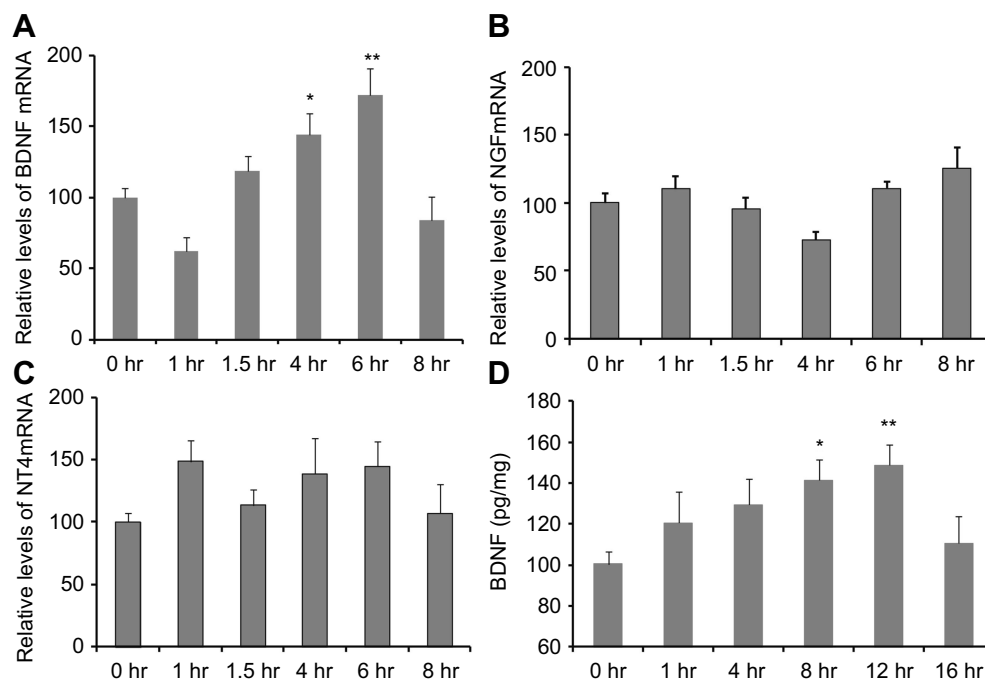 A
Relative levels of BDNF mRNA
200
150
100
50
0
*
**
0 hr 1 hr 1.5 hr 4 hr 6 hr 8 hr
B
Relative levels of NGFmRNA
200
150
100
50
0
0 hr 1 hr 1.5 hr 4 hr 6 hr 8 hr
C
Relative levels of NT4mRNA
200
150
100
50
0
0 hr 1 hr 1.5 hr 4 hr 6 hr 8 hr
D
BDNF (pg/mg)
180
160
140
120
100
80
60
*
**
0 hr 1 hr 4 hr 8 hr 12 hr 16 hr